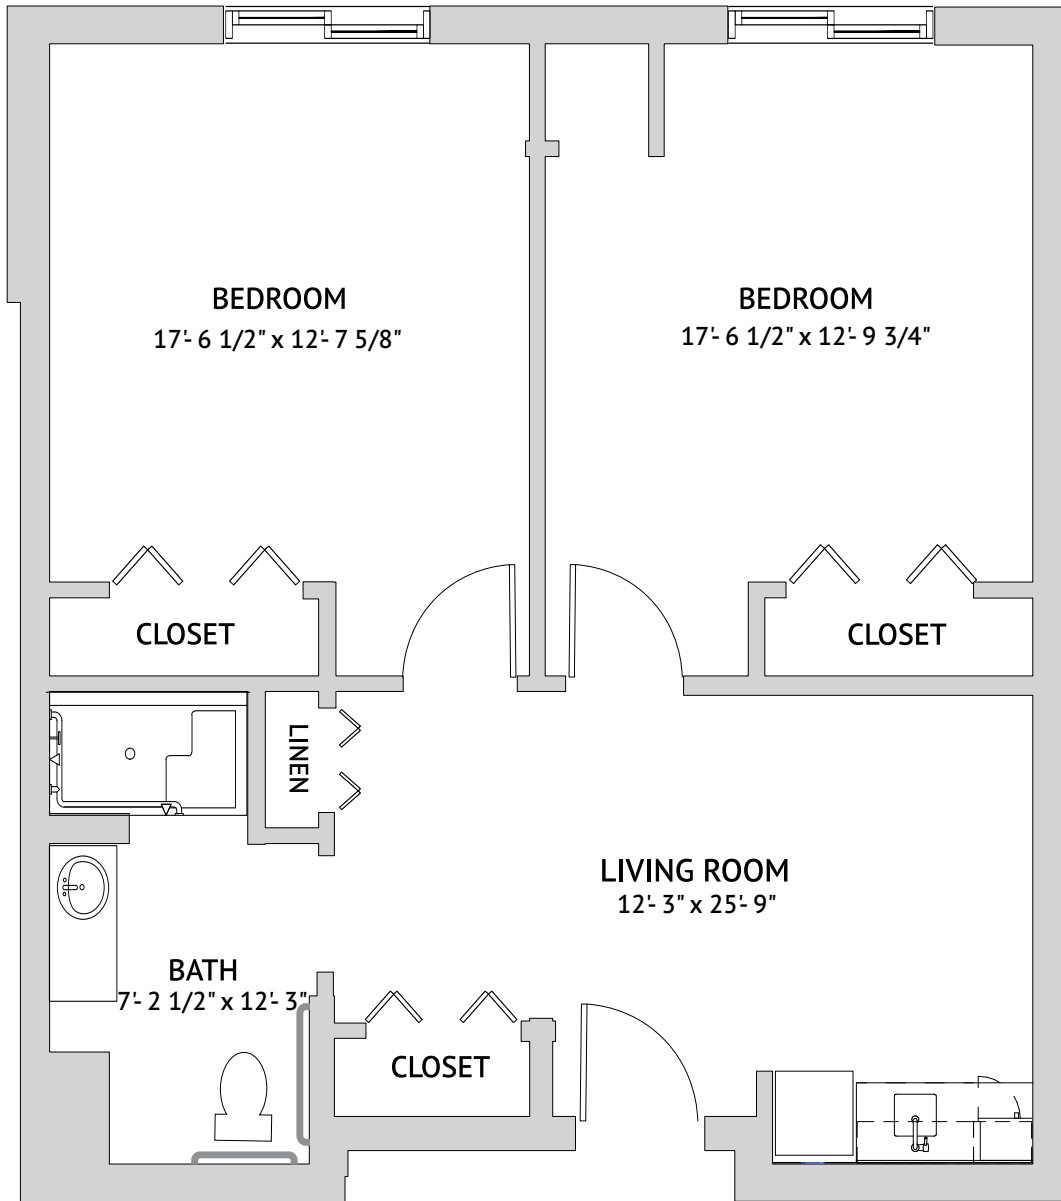 BEDROOM
17'- 6 1/2" x 12'- 7 5/8"
BEDROOM
17'- 6 1/2" x 12'- 9 3/4"
CLOSET
CLOSET
LINEN
LIVING ROOM
12'- 3" x 25'- 9"
BATH
7'- 2 1/2" x 12'- 3"
CLOSET